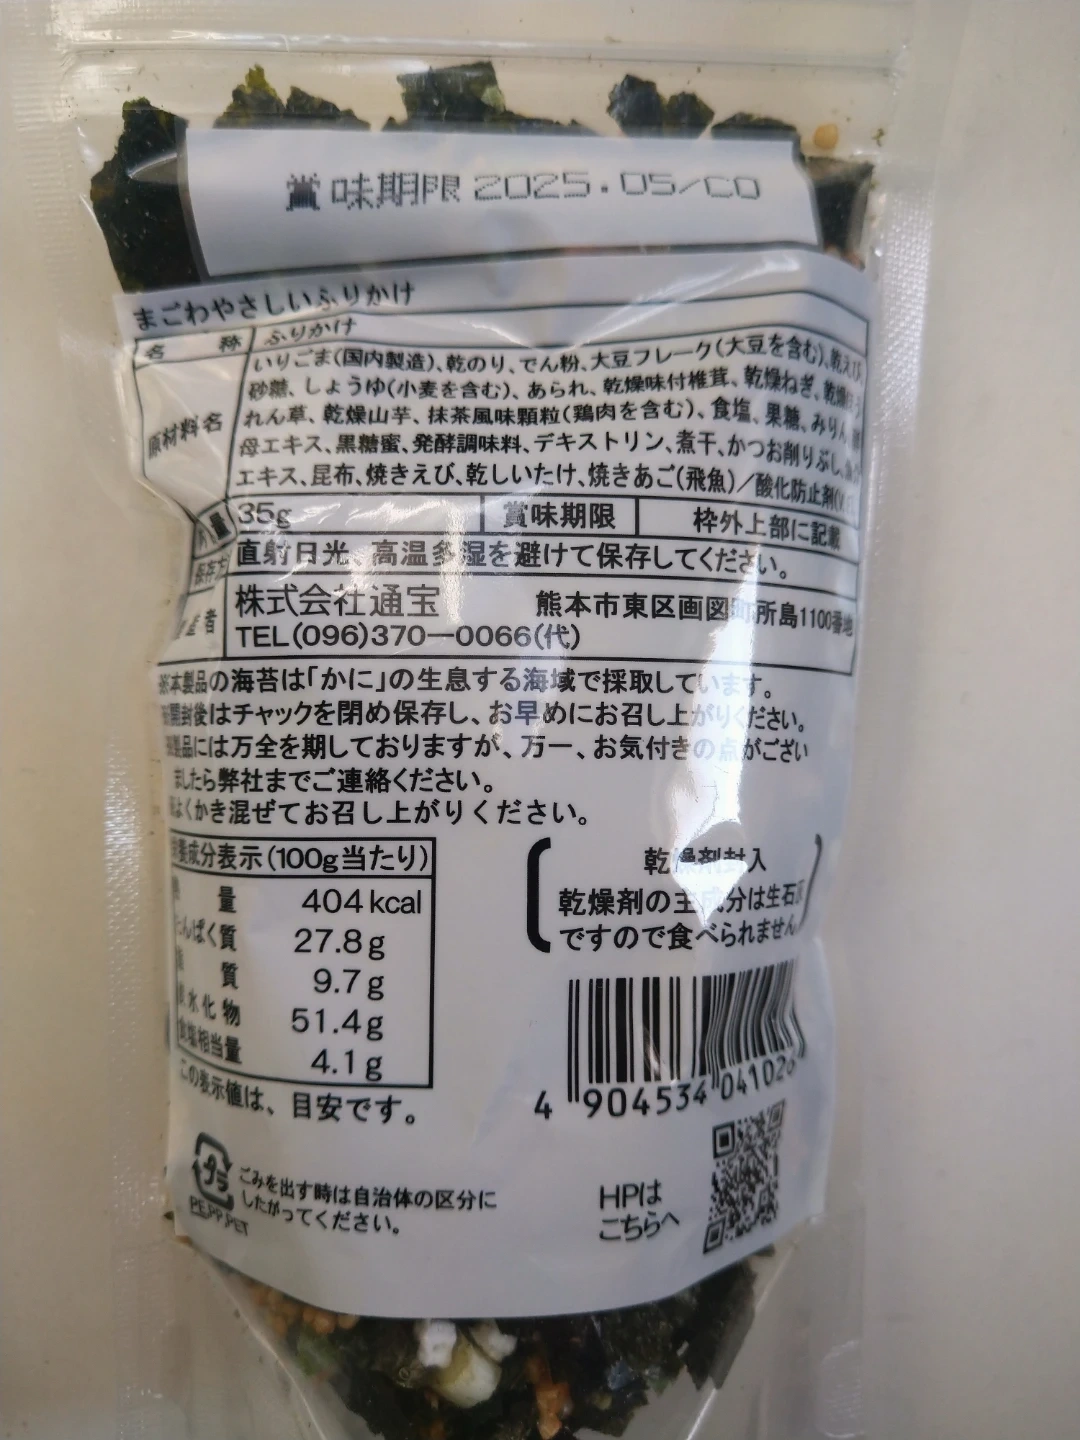 賞味期限 2025.05/CO
まごわやさしいふりかけ
名 称 ふりかけ
原材料名 いりごま(国内製造)、乾のり、でん粉、大豆フレーク(大豆を含む)、乾えび、
砂糖、しょうゆ(小麦を含む)、あられ、乾燥味付椎茸、乾燥ねぎ、乾燥ほう
れん草、乾燥山芋、抹茶風味顆粒(鶏肉を含む)、食塩、果糖、みりん、
母エキス、黒糖蜜、発酵調味料、デキストリン、煮干、かつお削りぶし、
エキス、昆布、焼きえび、乾しいたけ、焼きあご(飛魚)/酸化防止剤(
量 35g 賞味期限 枠外上部に記載
保存方 直射日光、高温多湿を避けて保存してください。
者 株式会社通宝 熊本市東区画図町所島1100番地
TEL(096)370―0066(代)
※本製品の海苔は「かに」の生息する海域で採取しています。
開封後はチャックを閉め保存し、お早めにお召し上がりください。
製品には万全を期しておりますが、万一、お気付きの点がござい
ましたら弊社までご連絡ください。
よくかき混ぜてお召し上がりください。
養成分表示(100g当たり)
量 404kcal
んぱく質 27.8g
質 9.7g
水化物 51.4g
食塩相当量 4.1g
この表示値は、目安です。
乾燥剤封入
乾燥剤の主成分は生石灰
ですので食べられません
4 904534 041026
プラ
PE,PP,PET
ごみを出す時は自治体の区分に
したがってください。
HPは
こちらへ